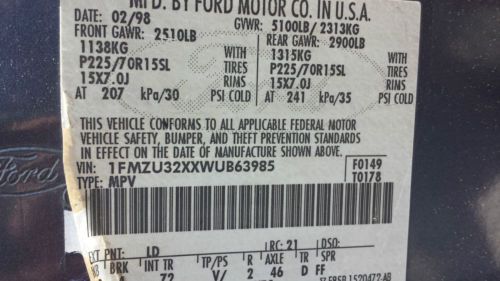 MFD. BY FORD MOTOR CO. IN U.S.A.
DATE: 02/98 GVWR: 5100LB/ 2313KG
FRONT GAWR: 2510LB REAR GAWR: 2900LB
1138KG WITH 1315KG WITH
P225/70R15SL TIRES P225/70R15SL TIRES
15X7.0J RIMS 15X7.0J RIMS
AT 207 kPa/30 PSI COLD AT 241 kPa/35 PSI COLD
THIS VEHICLE CONFORMS TO ALL APPLICABLE FEDERAL MOTOR
VEHICLE SAFETY, BUMPER, AND THEFT PREVENTION STANDARDS
IN EFFECT ON THE DATE OF MANUFACTURE SHOWN ABOVE.
VIN: 1FMZU32XXWUB63985 F0149
TYPE: MPV T0178
Ford
EXT PNT: LD RC: 21 DSO:
BRK INT TR TP/PS R AXLE TR SPR
4 72 V/ 2 46 D FF